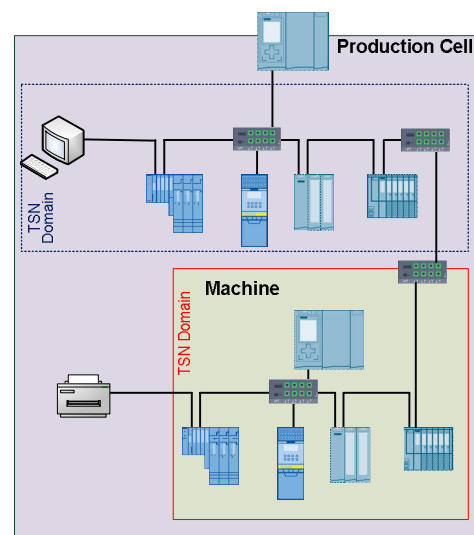 Production Cell
TSN
Domain
Machine
TSN Domain